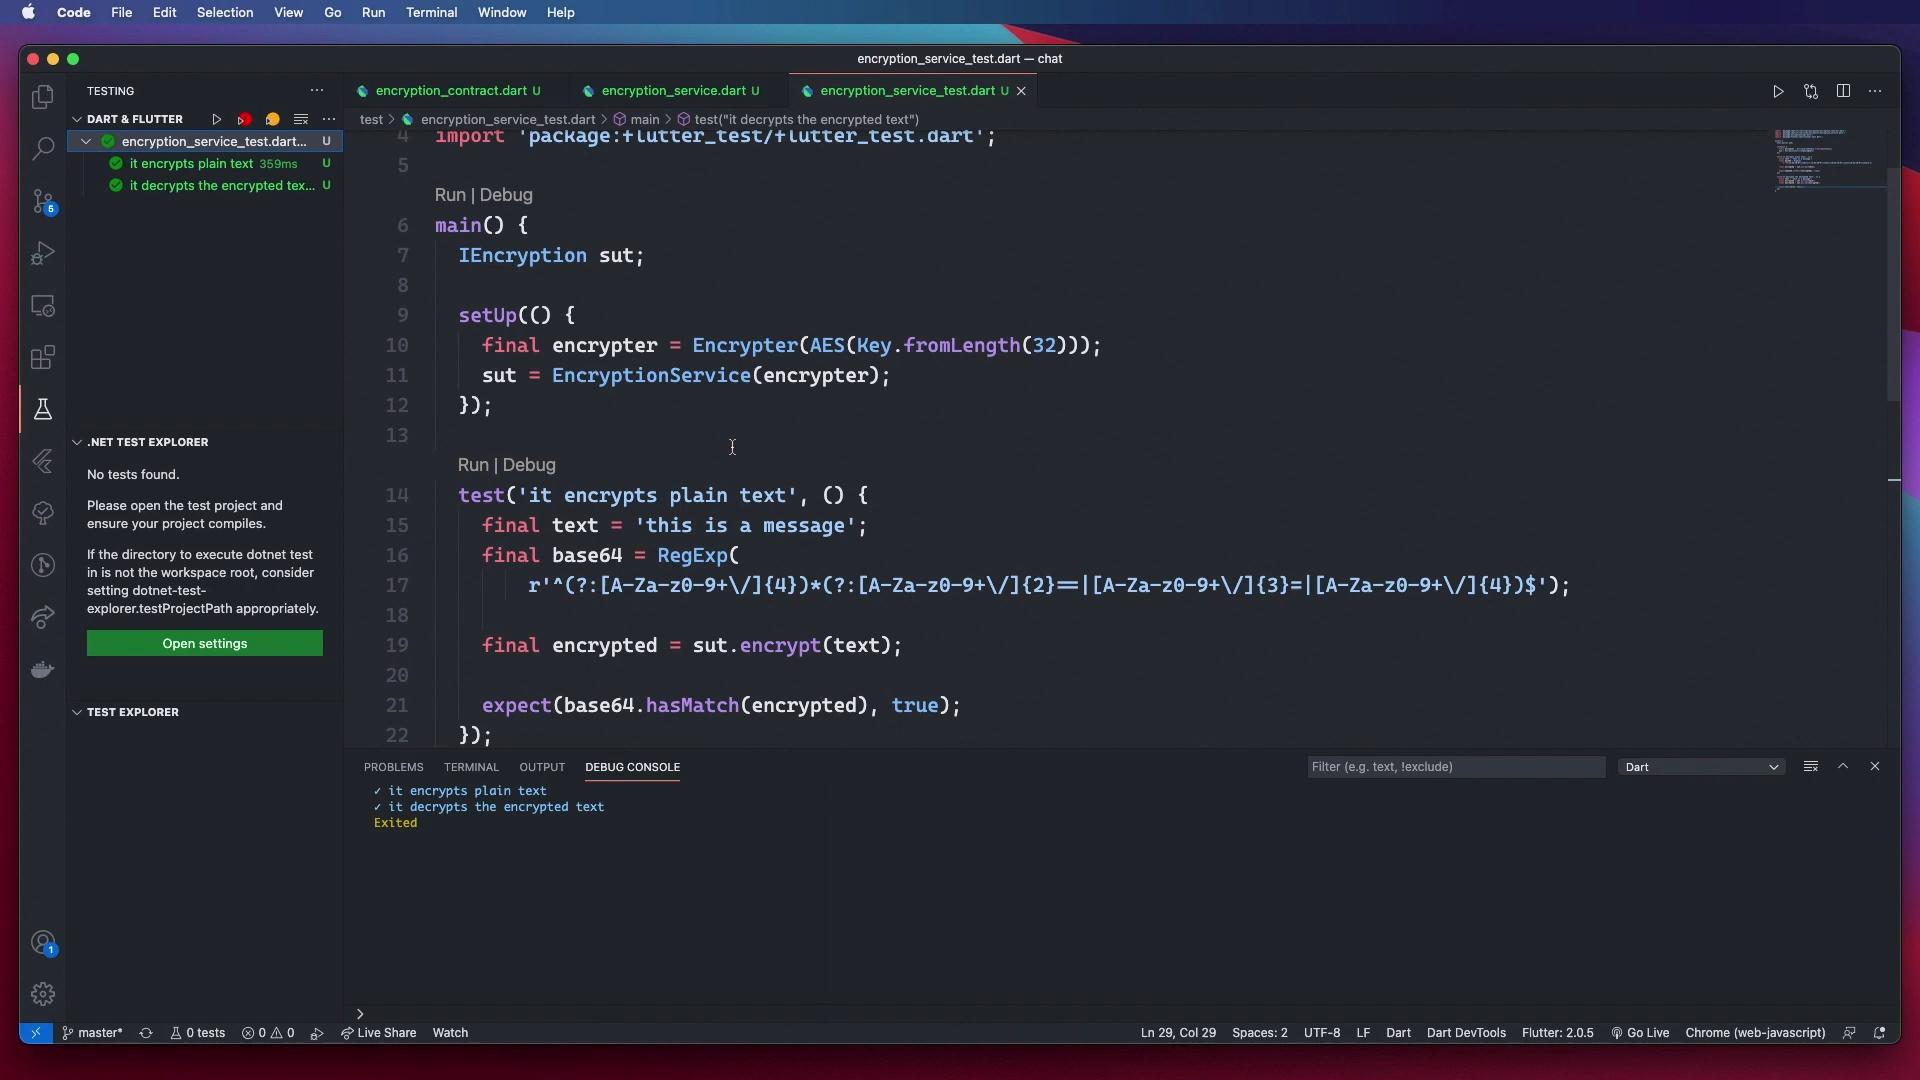 Code File Edit Selection View Go Run Terminal Window Help
encryption_service_test.dart — chat
TESTING
encryption_contract.dart U
encryption_service.dart U
encryption_service_test.dart U
DART & FLUTTER
test > encryption_service_test.dart > main > test("it decrypts the encrypted text")
encryption_service_test.dart... U
it encrypts plain text 359ms U
it decrypts the encrypted tex... U
4 import 'package:flutter_test/flutter_test.dart';
5
Run | Debug
6 main() {
7 IEncryption sut;
8
9 setUp(() {
10 final encrypter = Encrypter(AES(Key.fromLength(32)));
11 sut = EncryptionService(encrypter);
12 });
13
Run | Debug
14 test('it encrypts plain text', () {
15 final text = 'this is a message';
16 final base64 = RegExp(
17 r'^(?:[A-Za-z0-9+\/]{4})*(?:[A-Za-z0-9+\/]{2}==|[A-Za-z0-9+\/]{3}=|[A-Za-z0-9+\/]{4})$');
18
19 final encrypted = sut.encrypt(text);
20
21 expect(base64.hasMatch(encrypted), true);
22 });
.NET TEST EXPLORER
No tests found.
Please open the test project and
ensure your project compiles.
If the directory to execute dotnet test
in is not the workspace root, consider
setting dotnet-test-
explorer.testProjectPath appropriately.
Open settings
TEST EXPLORER
5
1
PROBLEMS TERMINAL OUTPUT DEBUG CONSOLE
Filter (e.g. text, !exclude)
Dart
✓ it encrypts plain text
✓ it decrypts the encrypted text
Exited
master* 0 tests 0 0 Live Share Watch
Ln 29, Col 29 Spaces: 2 UTF-8 LF Dart Dart DevTools Flutter: 2.0.5 Go Live Chrome (web-javascript)